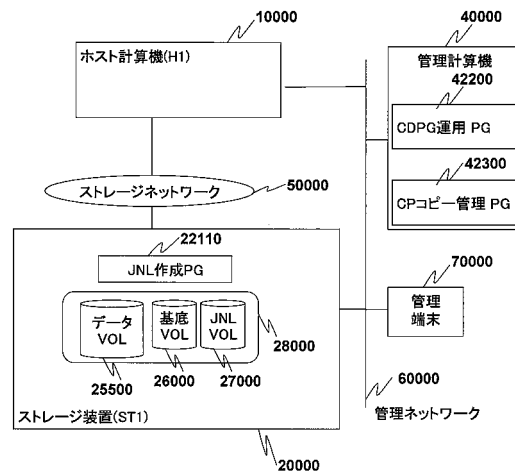 10000
ホスト計算機(H1)
40000
管理計算機
42200
CDPG運用 PG
42300
CPコピー管理 PG
ストレージネットワーク
50000
22110
JNL作成PG
データ
VOL
基底
VOL
JNL
VOL
28000
25500
26000
27000
ストレージ装置(ST1)
20000
70000
管理
端末
60000
管理ネットワーク